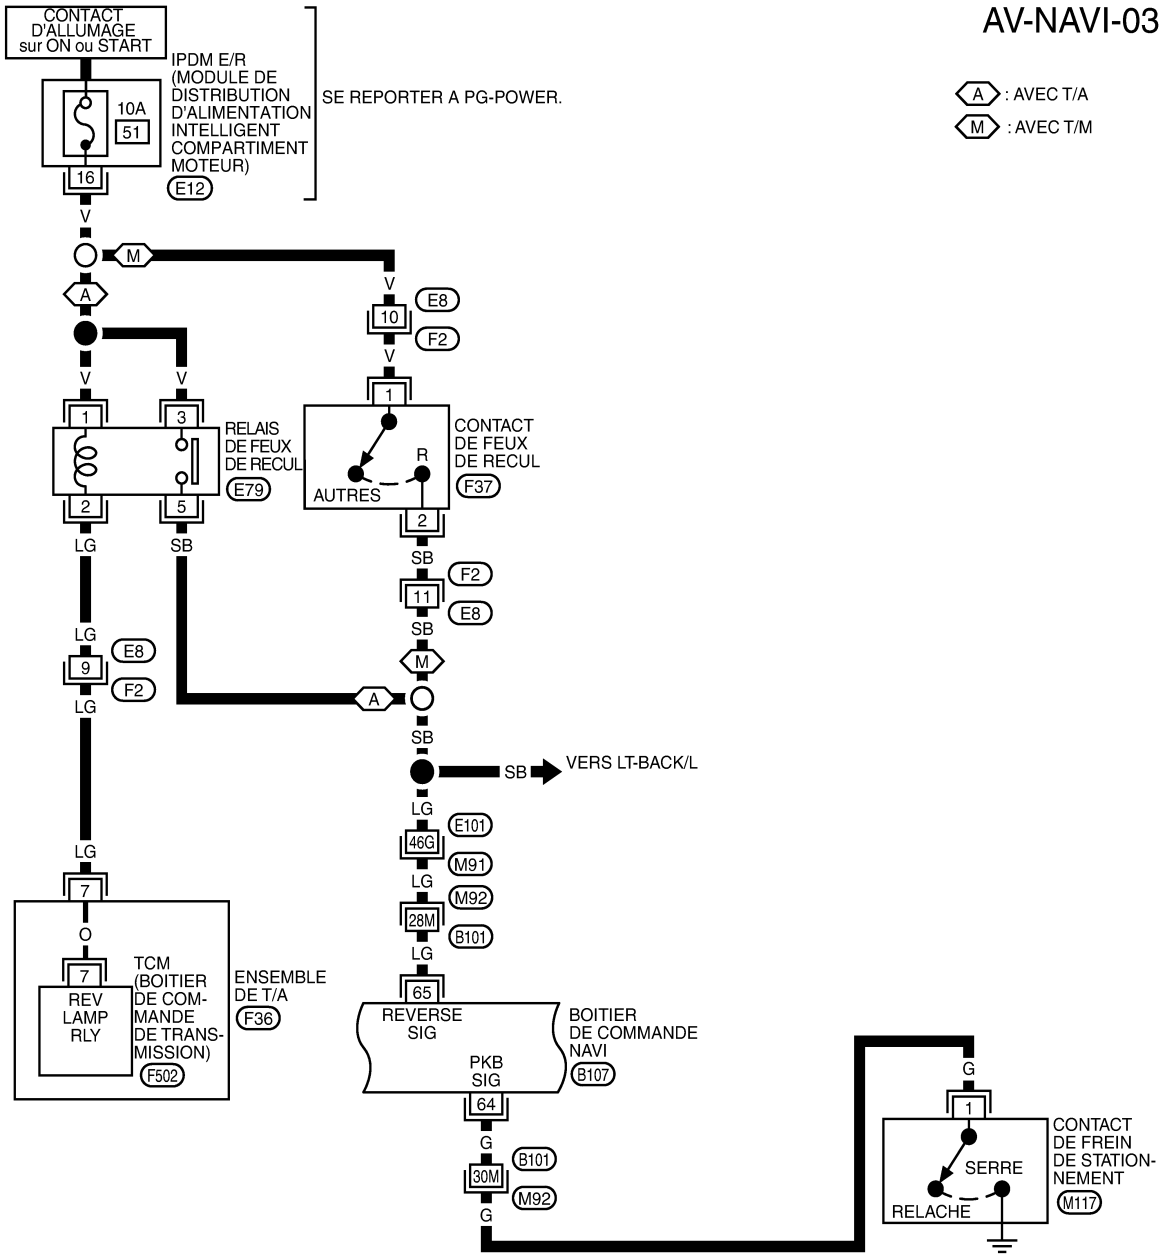 AV-NAVI-03
CONTACT
D'ALLUMAGE
sur ON ou START
IPDM E/R
(MODULE DE
DISTRIBUTION
D'ALIMENTATION
INTELLIGENT
COMPARTIMENT
MOTEUR)
E12
SE REPORTER A PG-POWER.
A : AVEC T/A
M : AVEC T/M
10A
51
16
V
M
A
V
E8
10
F2
V
V
V
1
3
1
RELAIS
DE FEUX
DE RECUL
E79
CONTACT
DE FEUX
DE RECUL
F37
R
AUTRES
2
5
2
LG
SB
SB
F2
11
E8
SB
LG
E8
9
F2
LG
M
A
SB
SB
VERS LT-BACK/L
LG
E101
46G
M91
LG
LG
M92
28M
B101
LG
7
O
7
REV
LAMP
RLY
TCM
(BOITIER
DE COM-
MANDE
DE TRANS-
MISSION)
F502
ENSEMBLE
DE T/A
F36
65
REVERSE
SIG
PKB
SIG
BOITIER
DE COMMANDE
NAVI
B107
64
G
B101
30M
M92
G
G
1
SERRE
RELACHE
CONTACT
DE FREIN
DE STATION-
NEMENT
M117